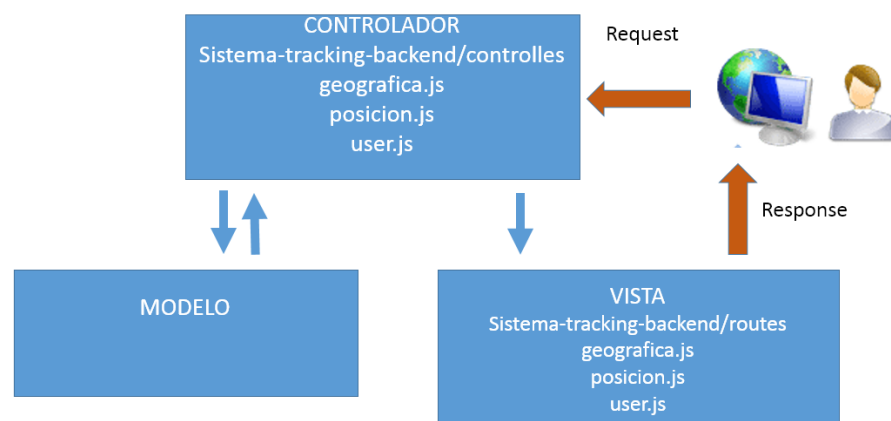 CONTROLADOR
Sistema-tracking-backend/controlles
geografica.js
posicion.js
user.js
Request
Response
MODELO
VISTA
Sistema-tracking-backend/routes
geografica.js
posicion.js
user.js